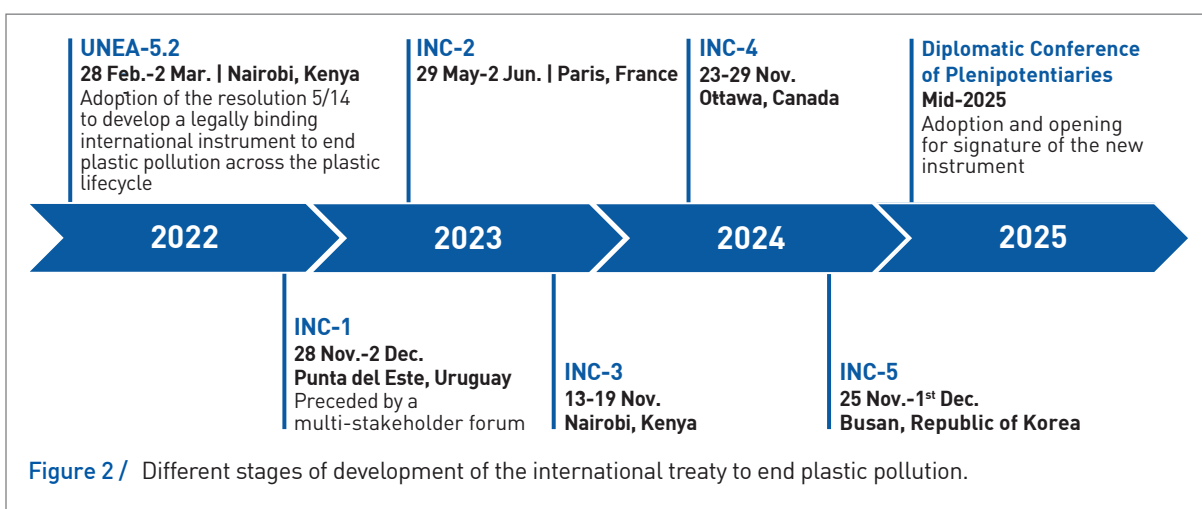 UNEA-5.2
28 Feb.-2 Mar. | Nairobi, Kenya
Adoption of the resolution 5/14
to develop a legally binding
international instrument to end
plastic pollution across the plastic
lifecycle
INC-2
29 May-2 Jun. | Paris, France
INC-4
23-29 Nov.
Ottawa, Canada
Diplomatic Conference
of Plenipotentiaries
Mid-2025
Adoption and opening
for signature of the new
instrument
2022
2023
2024
2025
INC-1
28 Nov.-2 Dec.
Punta del Este, Uruguay
Preceded by a
multi-stakeholder forum
INC-3
13-19 Nov.
Nairobi, Kenya
INC-5
25 Nov.-1st Dec.
Busan, Republic of Korea
Figure 2 / Different stages of development of the international treaty to end plastic pollution.